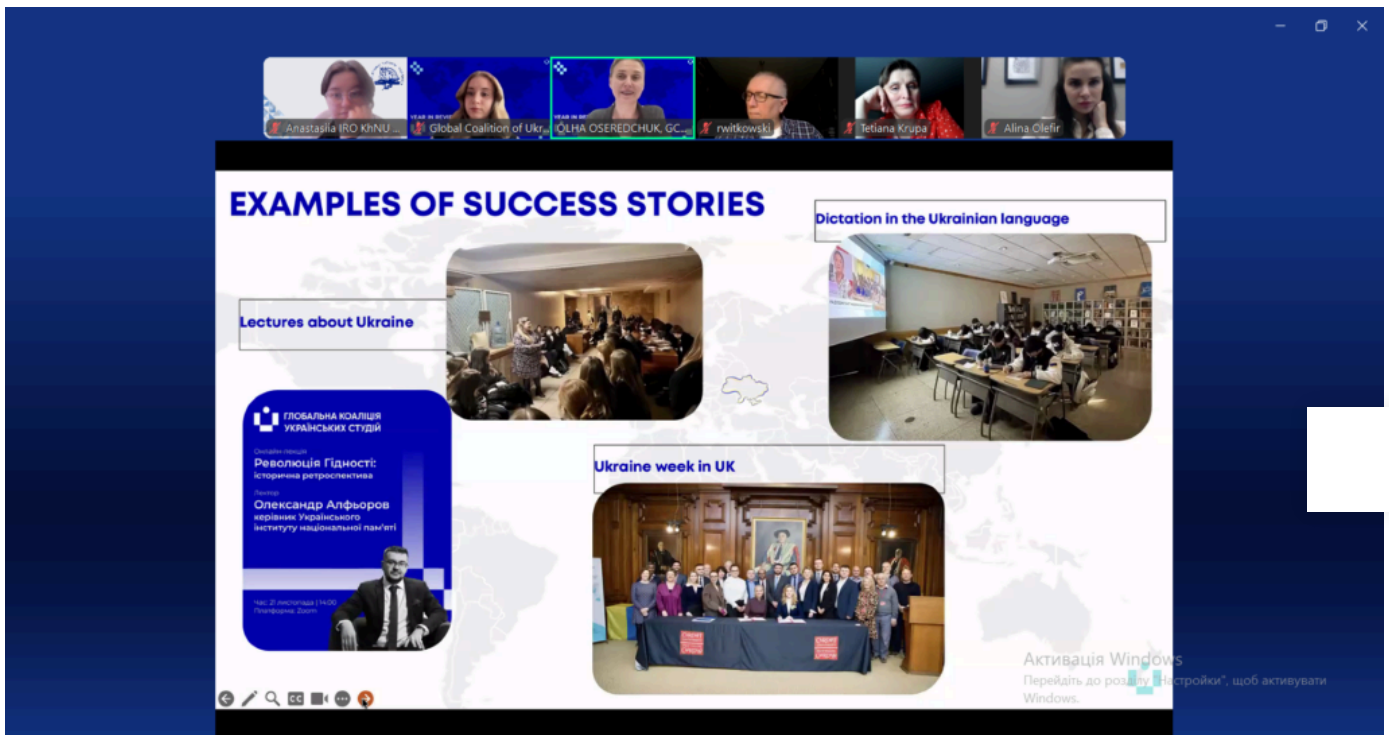 Anastasiia IRO KhNU ...
Global Coalition of Ukr...
OLHA OSEREDCHUK, GC...
rwitkowski
Tetiana Krupa
Alina Olefir
EXAMPLES OF SUCCESS STORIES
Dictation in the Ukrainian language
Lectures about Ukraine
ГЛОБАЛЬНА КОАЛІЦІЯ
УКРАЇНСЬКИХ СТУДІЙ
Онлайн-лекція
Революція Гідності:
історична ретроспектива
Лектор
Олександр Алфьоров
керівник Українського
інституту національної пам'яті
Час: 21 листопада | 14:00
Платформа: Zoom
Ukraine week in UK
Активація Windows
Перейдіть до розділу "Настройки", щоб активувати
Windows.
CC